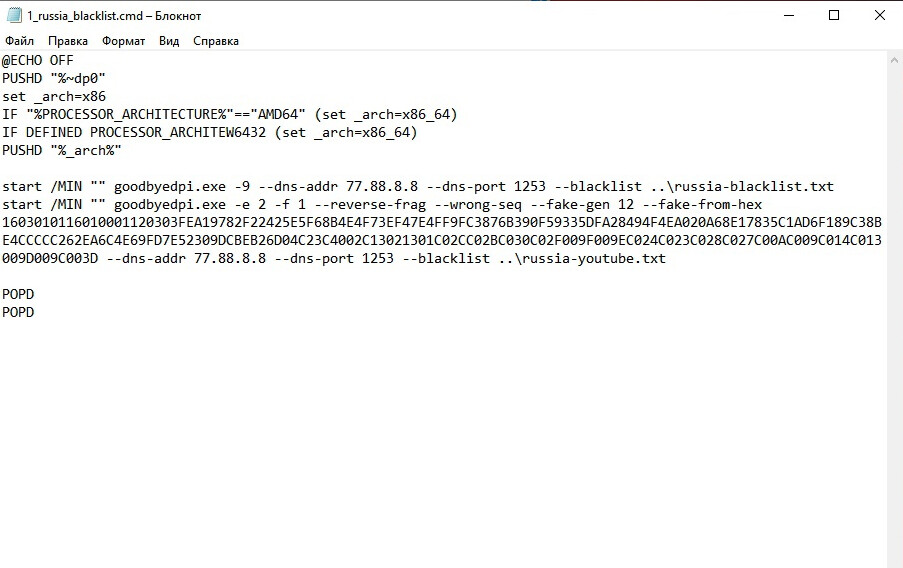 1_russia_blacklist.cmd – Блокнот
Файл Правка Формат Вид Справка
@ECHO OFF
PUSHD "%~dp0"
set _arch=x86
IF "%PROCESSOR_ARCHITECTURE%"=="AMD64" (set _arch=x86_64)
IF DEFINED PROCESSOR_ARCHITEW6432 (set _arch=x86_64)
PUSHD "%_arch%"
start /MIN "" goodbyedpi.exe -9 --dns-addr 77.88.8.8 --dns-port 1253 --blacklist ..\russia-blacklist.txt
start /MIN "" goodbyedpi.exe -e 2 -f 1 --reverse-frag --wrong-seq --fake-gen 12 --fake-from-hex
1603010116010001120303FEA19782F22425E5F68B4E4F73EF47E4FF9FC3876B390F59335DFA28494F4EA020A68E17835C1AD6F189C38B
E4CCCCC262EA6C4E69FD7E52309DCBEB26D04C23C4002C13021301C02CC02BC030C02F009F009EC024C023C028C027C00AC009C014C013
009D009C003D --dns-addr 77.88.8.8 --dns-port 1253 --blacklist ..\russia-youtube.txt
POPD
POPD